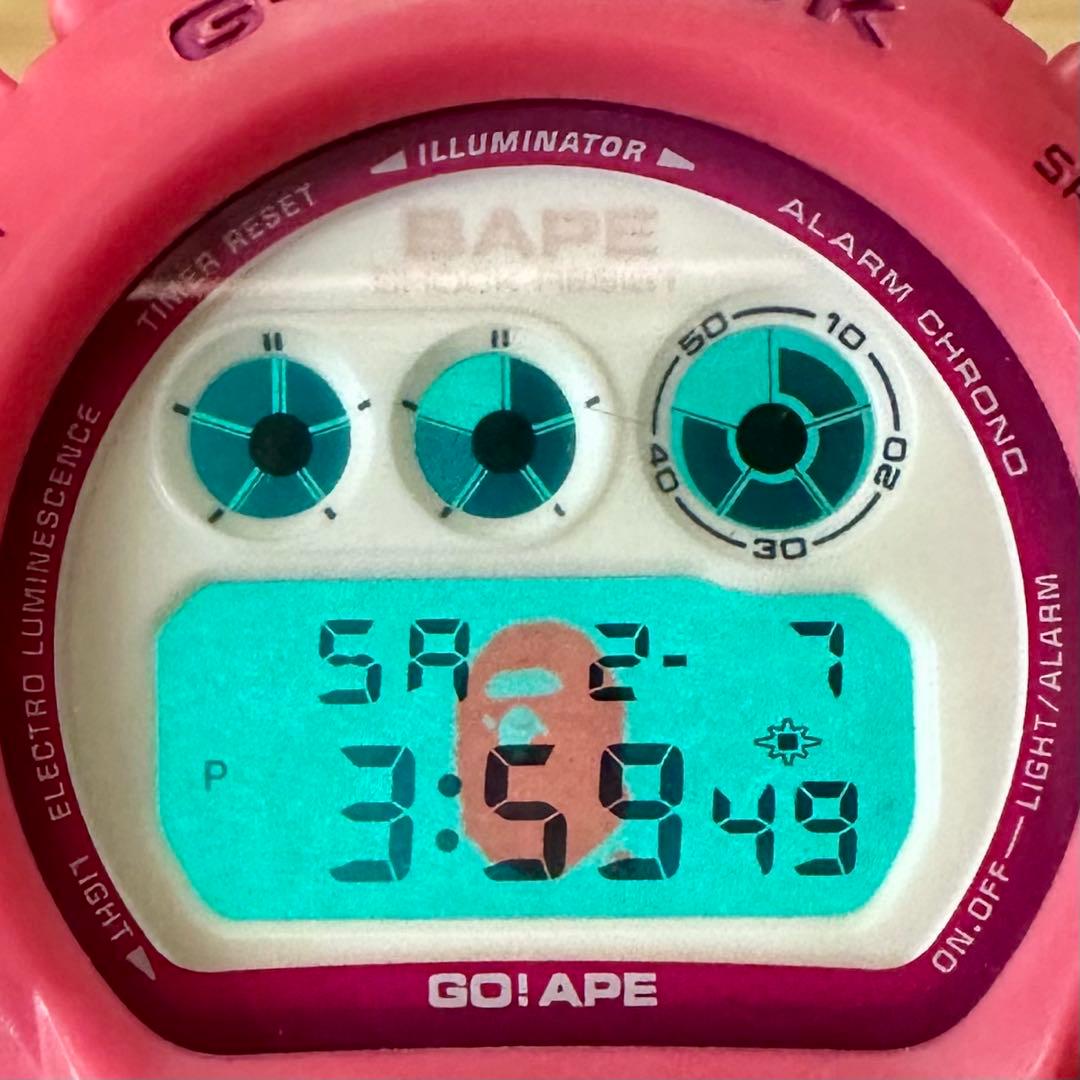 ILLUMINATOR
TIMER RESET
ALARM CHRONO
BAPE
50 10
40 20
30
ELECTRO LUMINESCENCE
SA 2- 7
P 3:59 49
LIGHT
ON.OFF LIGHT/ALARM
GO! APE